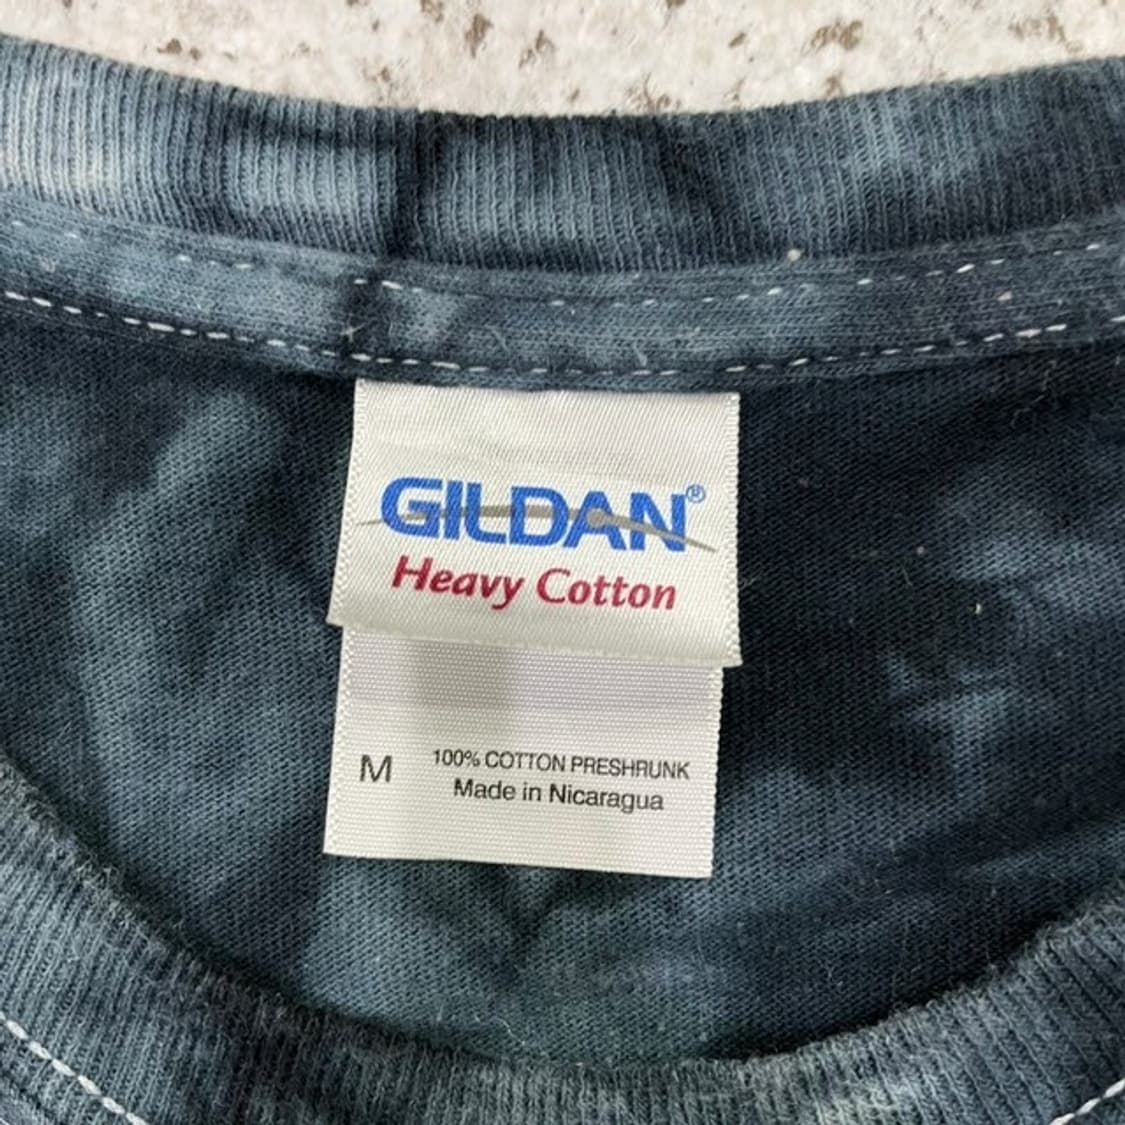 GILDAN®
Heavy Cotton
M
100% COTTON PRESHRUNK
Made in Nicaragua